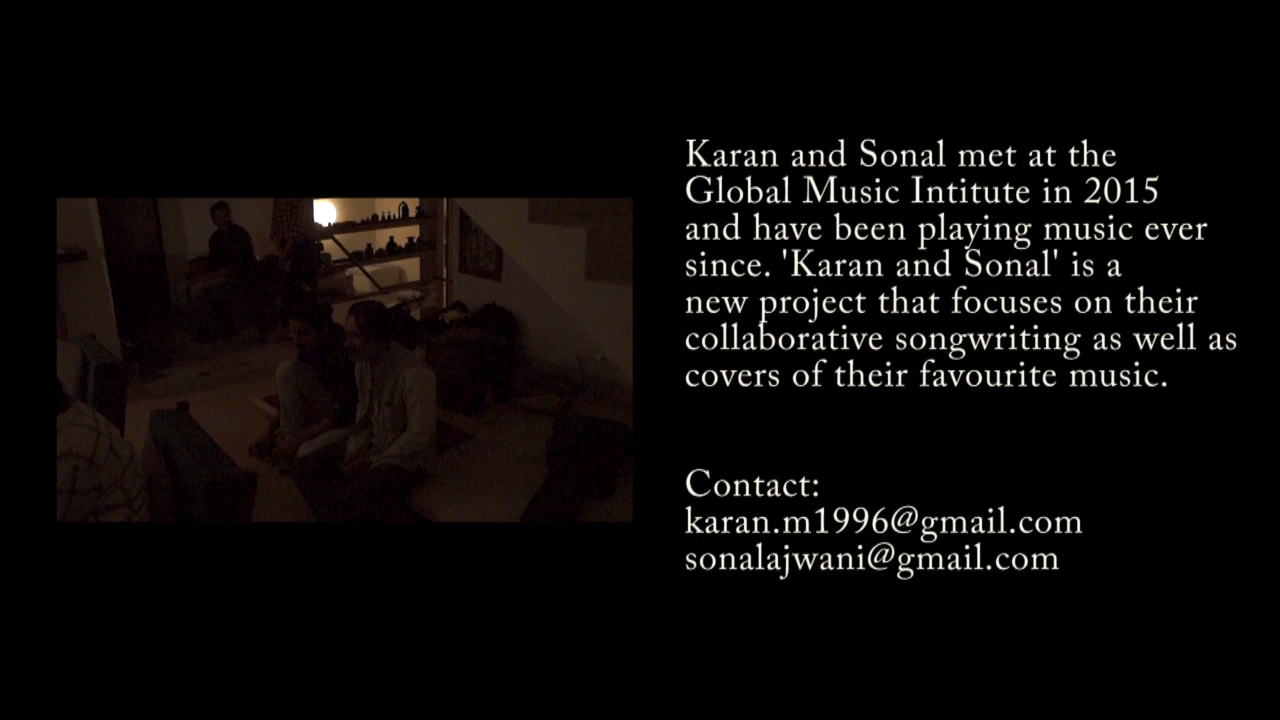 Karan and Sonal met at the
Global Music Intitute in 2015
and have been playing music ever
since. 'Karan and Sonal' is a
new project that focuses on their
collaborative songwriting as well as
covers of their favourite music.
Contact:
karan.m1996@gmail.com
sonalajwani@gmail.com